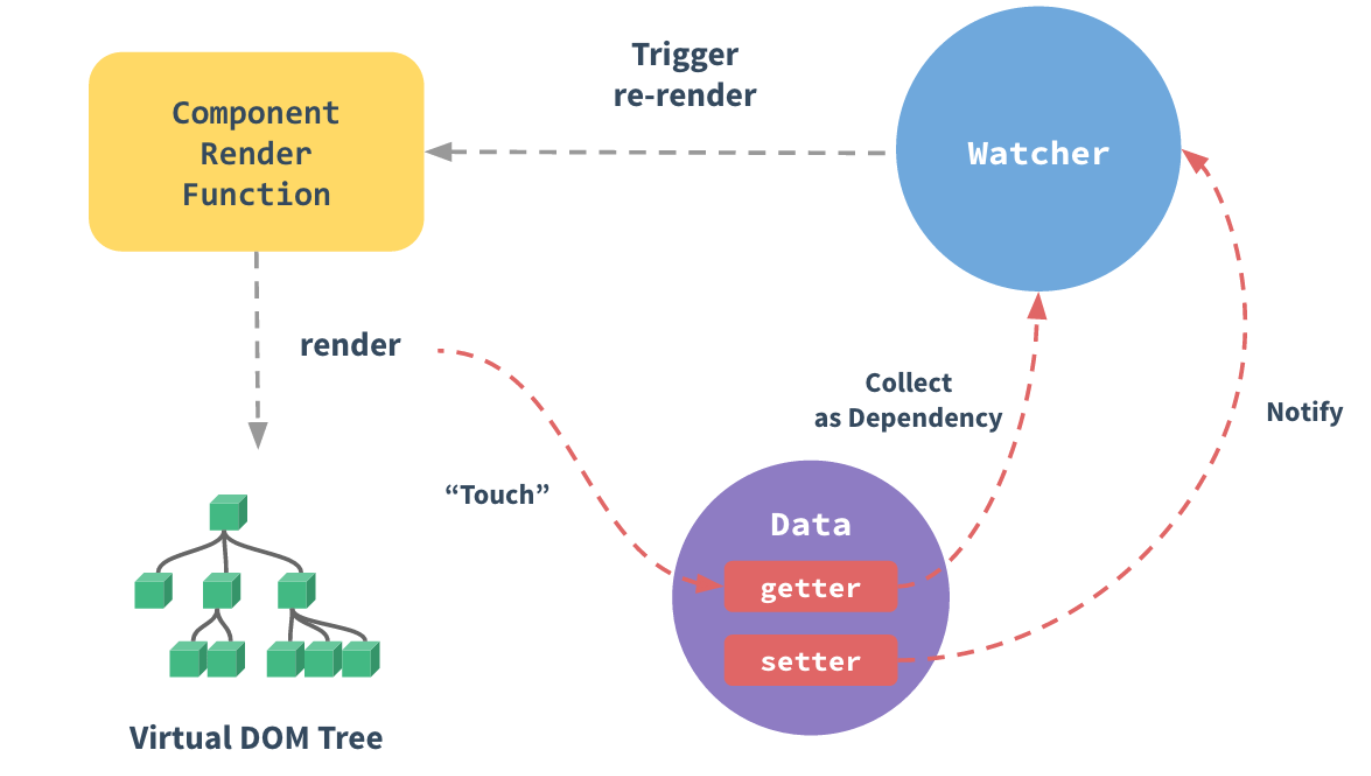 Trigger
re-render
Component
Render
Function
Watcher
render
Collect
as Dependency
Notify
“Touch”
Data
getter
setter
Virtual DOM Tree